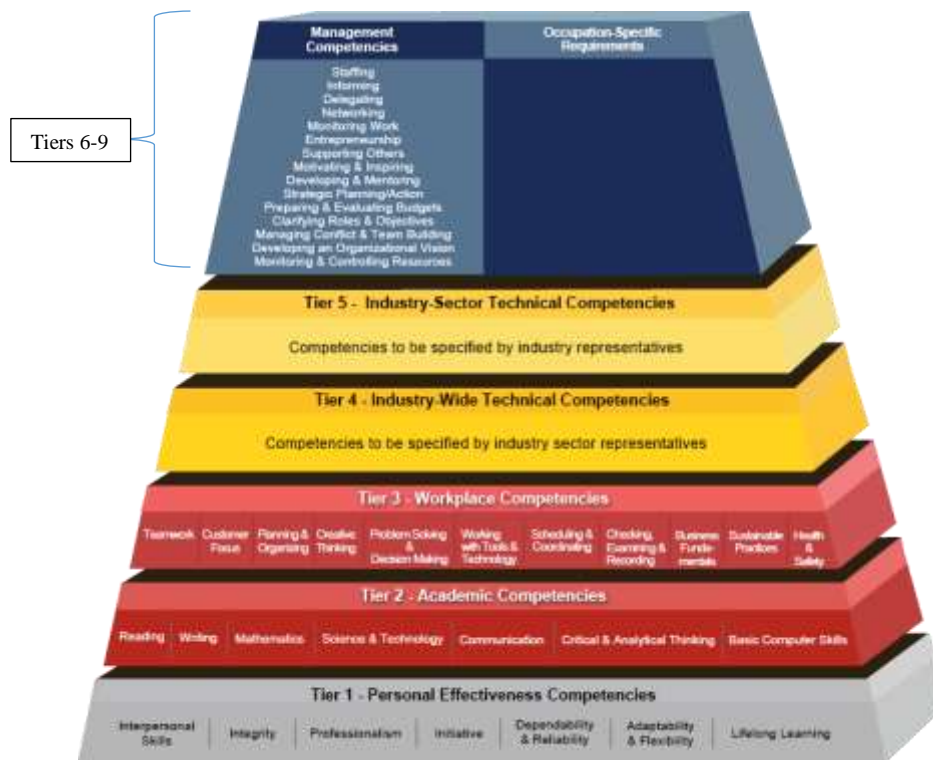 Management
Competencies
Occupation-Specific
Requirements
Staffing
Informing
Delegating
Networking
Monitoring Work
Entrepreneurship
Supporting Others
Motivating & Inspiring
Developing & Mentoring
Strategic Planning/Action
Preparing & Evaluating Budgets
Clarifying Roles & Objectives
Managing Conflict & Team Building
Developing an Organizational Vision
Monitoring & Controlling Resources
Tiers 6-9
Tier 5 - Industry-Sector Technical Competencies
Competencies to be specified by industry representatives
Tier 4 - Industry-Wide Technical Competencies
Competencies to be specified by industry sector representatives
Tier 3 - Workplace Competencies
Teamwork
Customer
Focus
Planning &
Organizing
Creative
Thinking
Problem Solving
&
Decision Making
Working
with Tools &
Technology
Scheduling &
Coordinating
Checking,
Examining &
Recording
Business
Funda-
mentals
Sustainable
Practices
Health
&
Safety
Tier 2 - Academic Competencies
Reading
Writing
Mathematics
Science & Technology
Communication
Critical & Analytical Thinking
Basic Computer Skills
Tier 1 - Personal Effectiveness Competencies
Interpersonal
Skills
Integrity
Professionalism
Initiative
Dependability
& Reliability
Adaptability
& Flexibility
Lifelong Learning